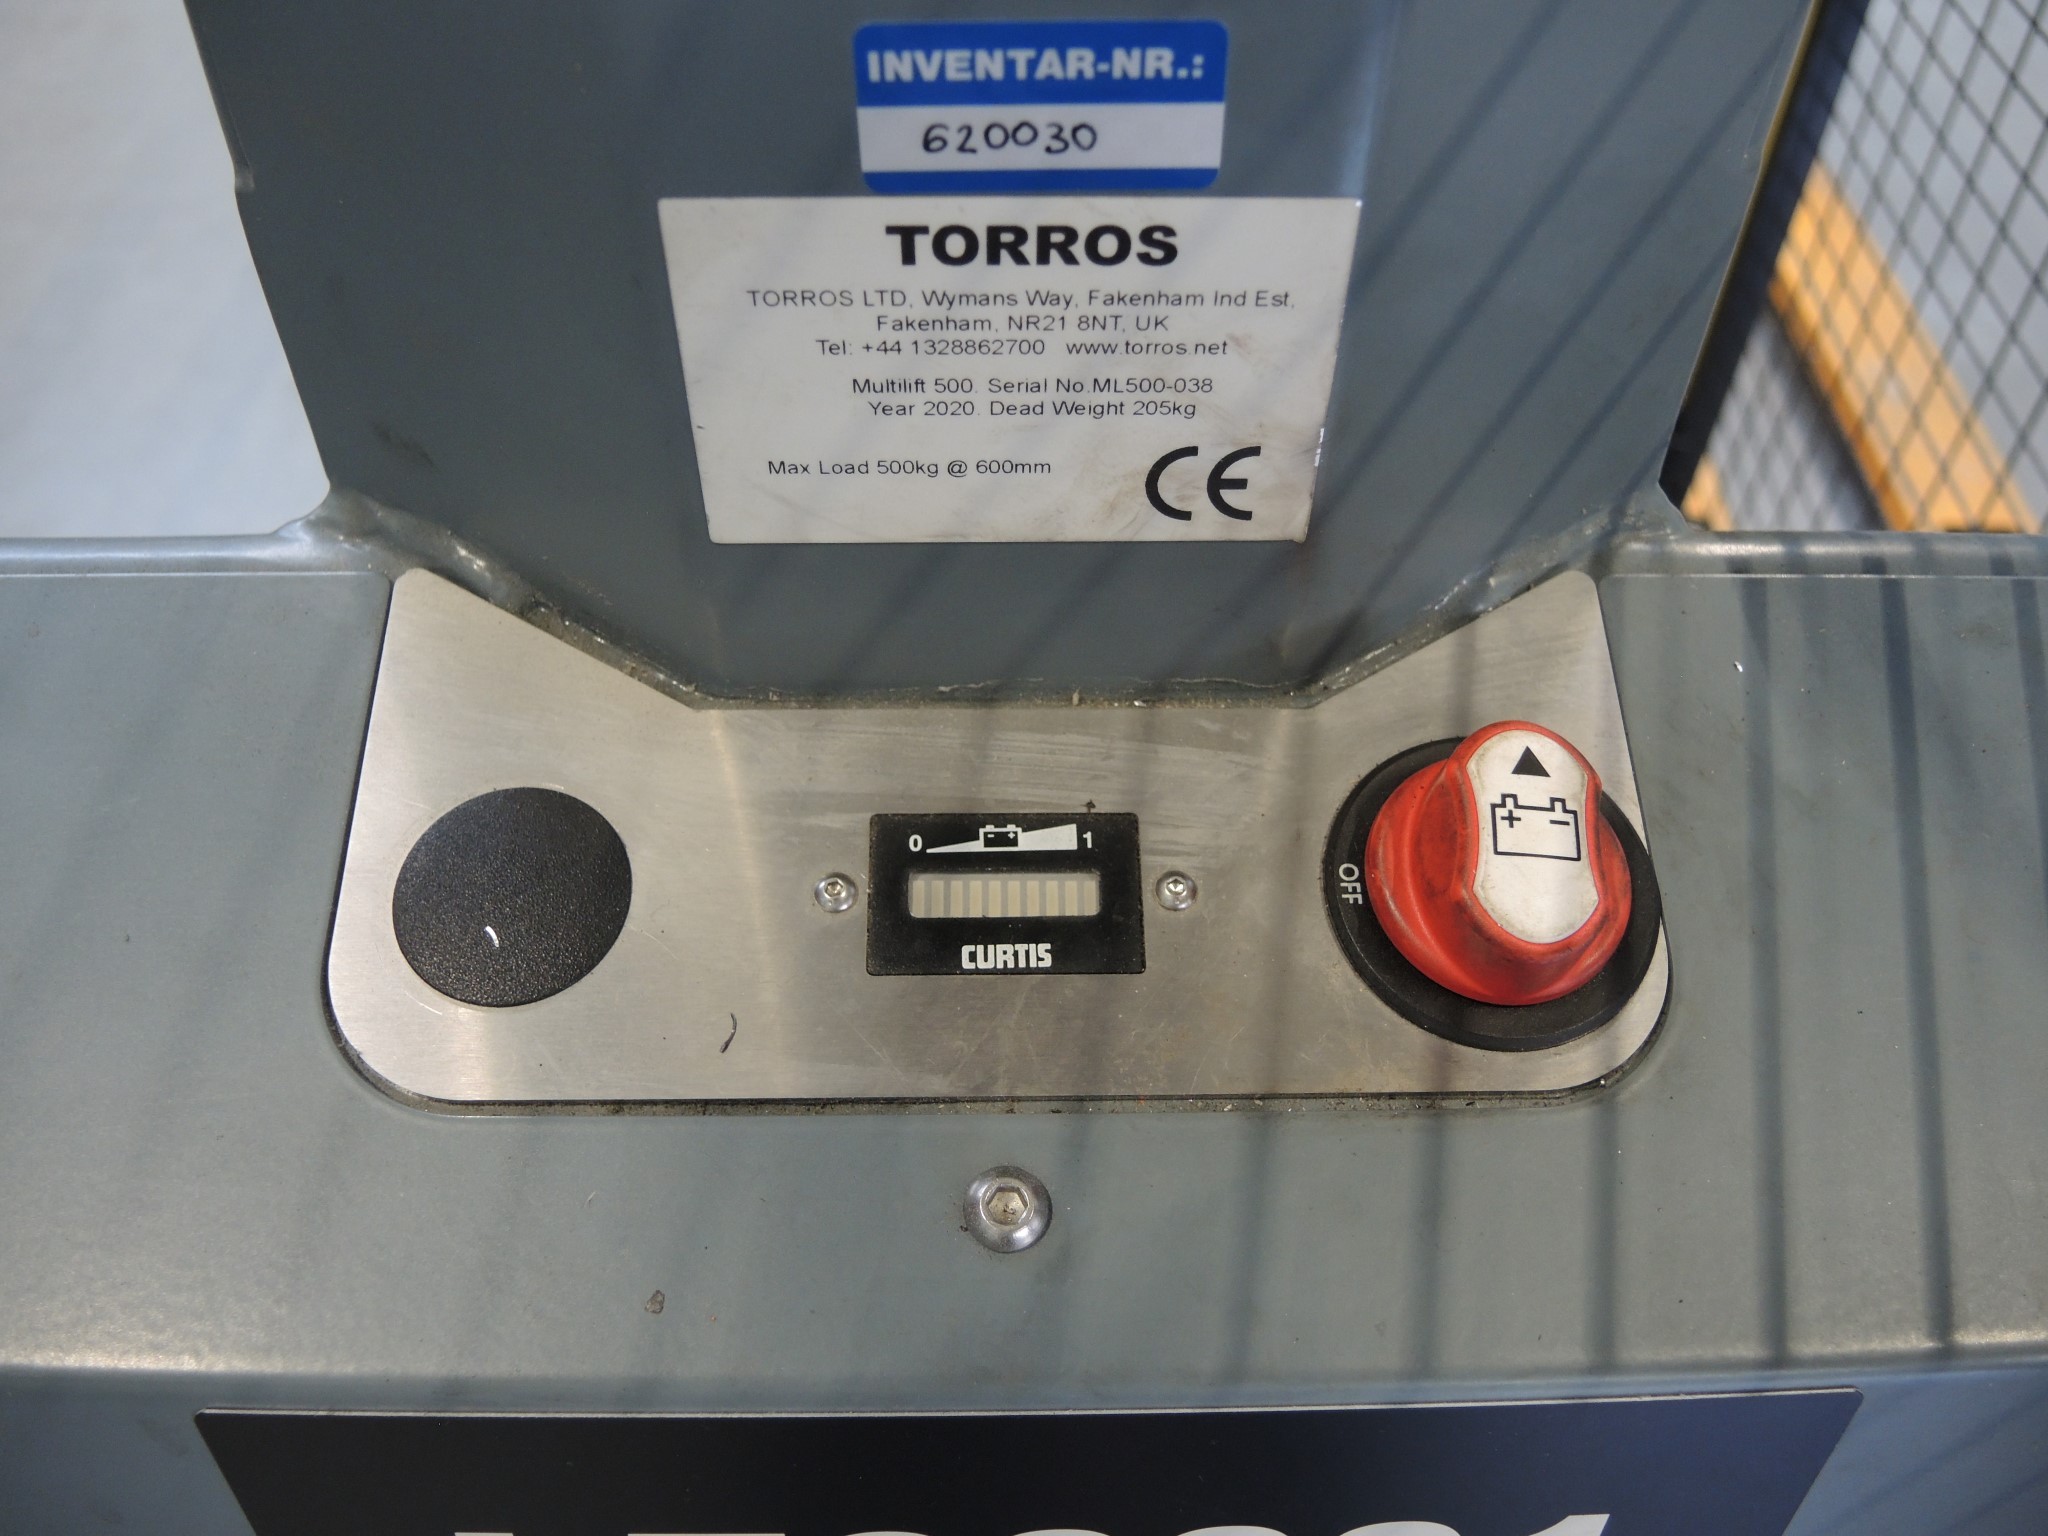 INVENTAR-NR.:
620030
TORROS
TORROS LTD, Wymans Way, Fakenham Ind Est,
Fakenham, NR21 8NT, UK
Tel: +44 1328862700 www.torros.net
Multilift 500. Serial No.ML500-038
Year 2020. Dead Weight 205kg
Max Load 500kg @ 600mm
CE
0 - + 1
CURTIS
+ -
OFF